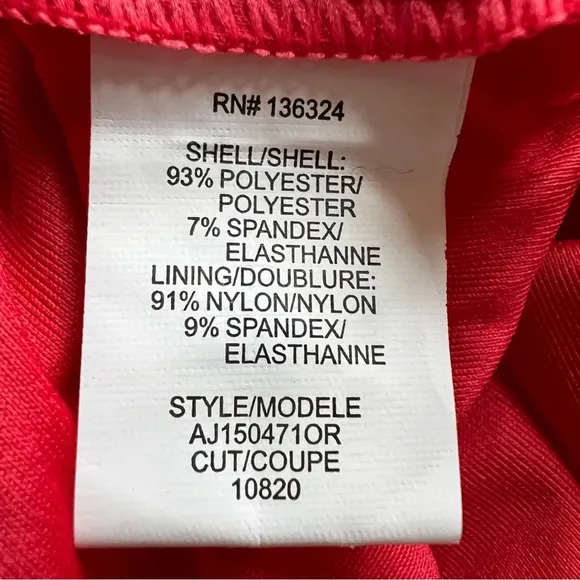 RN# 136324
SHELL/SHELL:
93% POLYESTER/
POLYESTER
7% SPANDEX/
ELASTHANNE
LINING/DOUBLURE:
91% NYLON/NYLON
9% SPANDEX/
ELASTHANNE
STYLE/MODELE
AJ150471OR
CUT/COUPE
10820